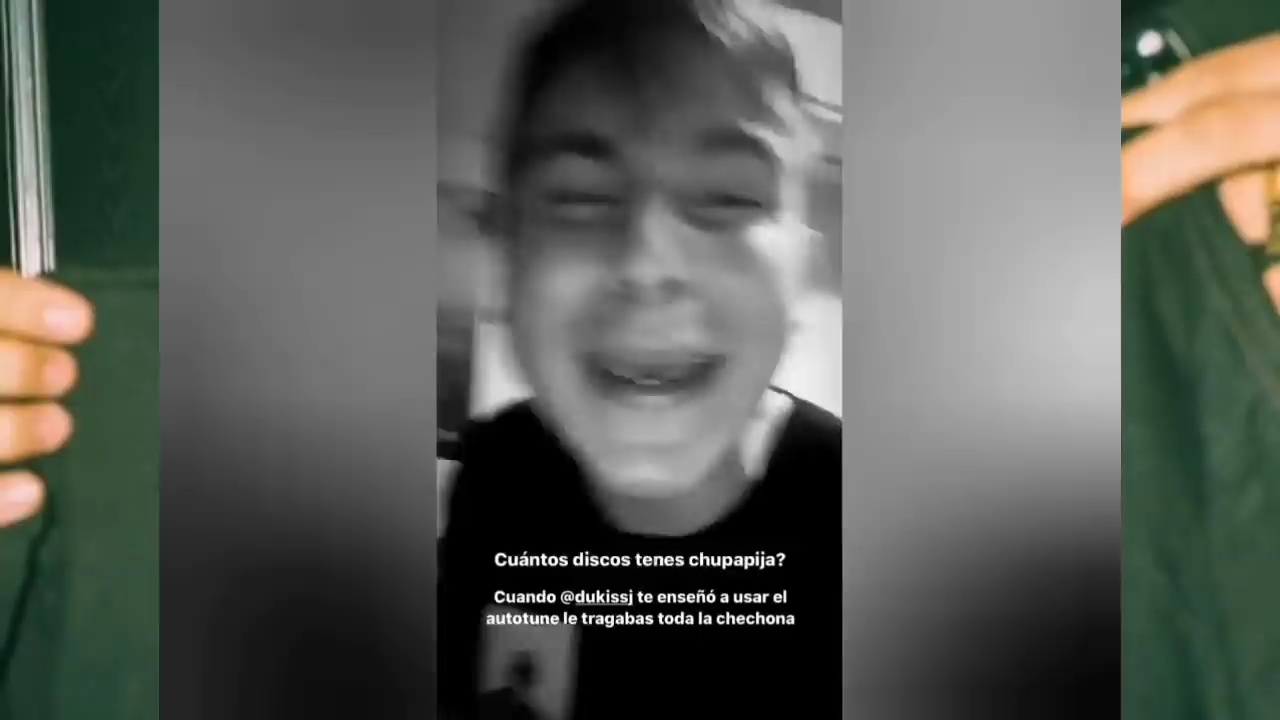 Cuántos discos tenes chupapija?
Cuando @dukissj te enseñó a usar el
autotune le tragabas toda la chechona